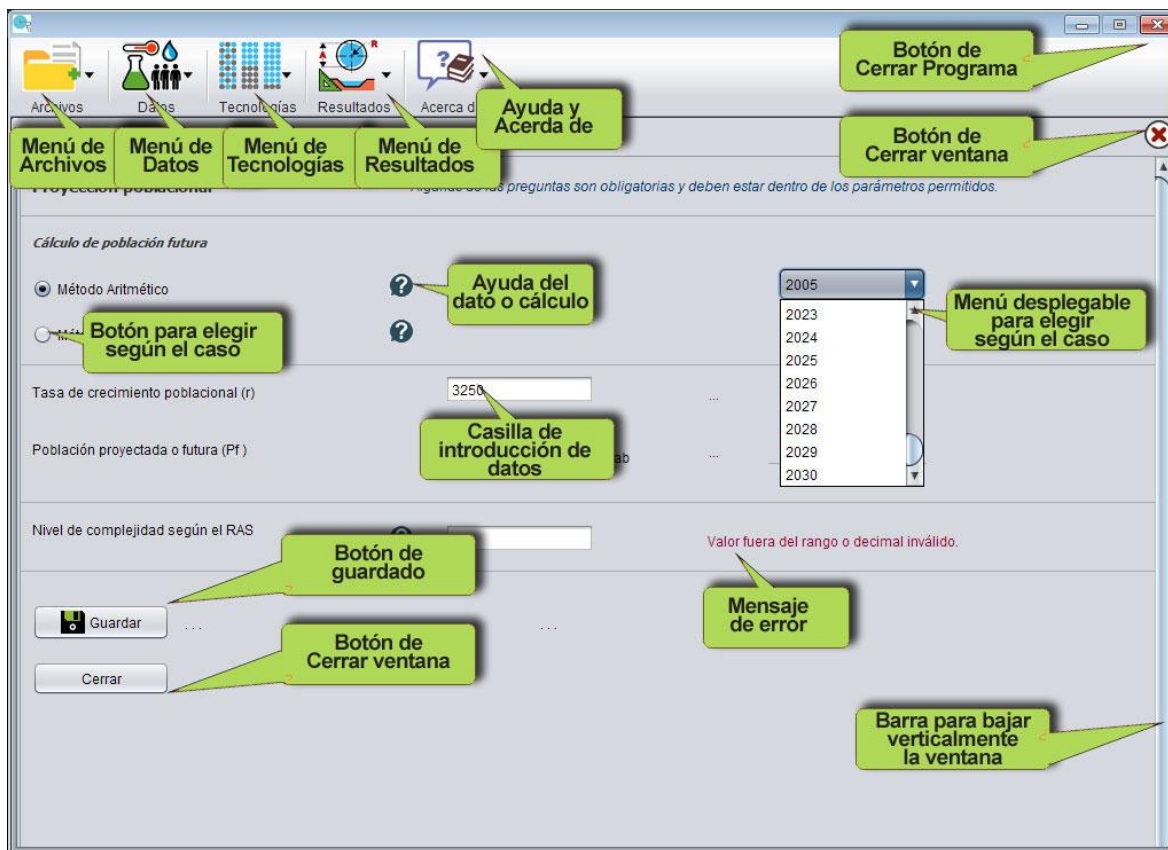 Archivos
Datos
Tecnologías
Resultados
Acerca d
Botón de
Cerrar Programa
Ayuda y
Acerda de
Menú de
Archivos
Menú de
Datos
Menú de
Tecnologías
Menú de
Resultados
Botón de
Cerrar ventana
Proyección poblacional
Algunas de las preguntas son obligatorias y deben estar dentro de los parámetros permitidos.
Cálculo de población futura
Método Aritmético
Ayuda del
dato o cálculo
2005
2023
2024
2025
2026
2027
2028
2029
2030
Menú desplegable
para elegir
según el caso
Botón para elegir
según el caso
Tasa de crecimiento poblacional (r)
3250
...
Casilla de
introducción de
datos
Población proyectada o futura (Pf )
ab
...
Nivel de complejidad según el RAS
Valor fuera del rango o decimal inválido.
Botón de
guardado
Mensaje
de error
Guardar
...
...
Botón de
Cerrar ventana
Cerrar
Barra para bajar
verticalmente
la ventana